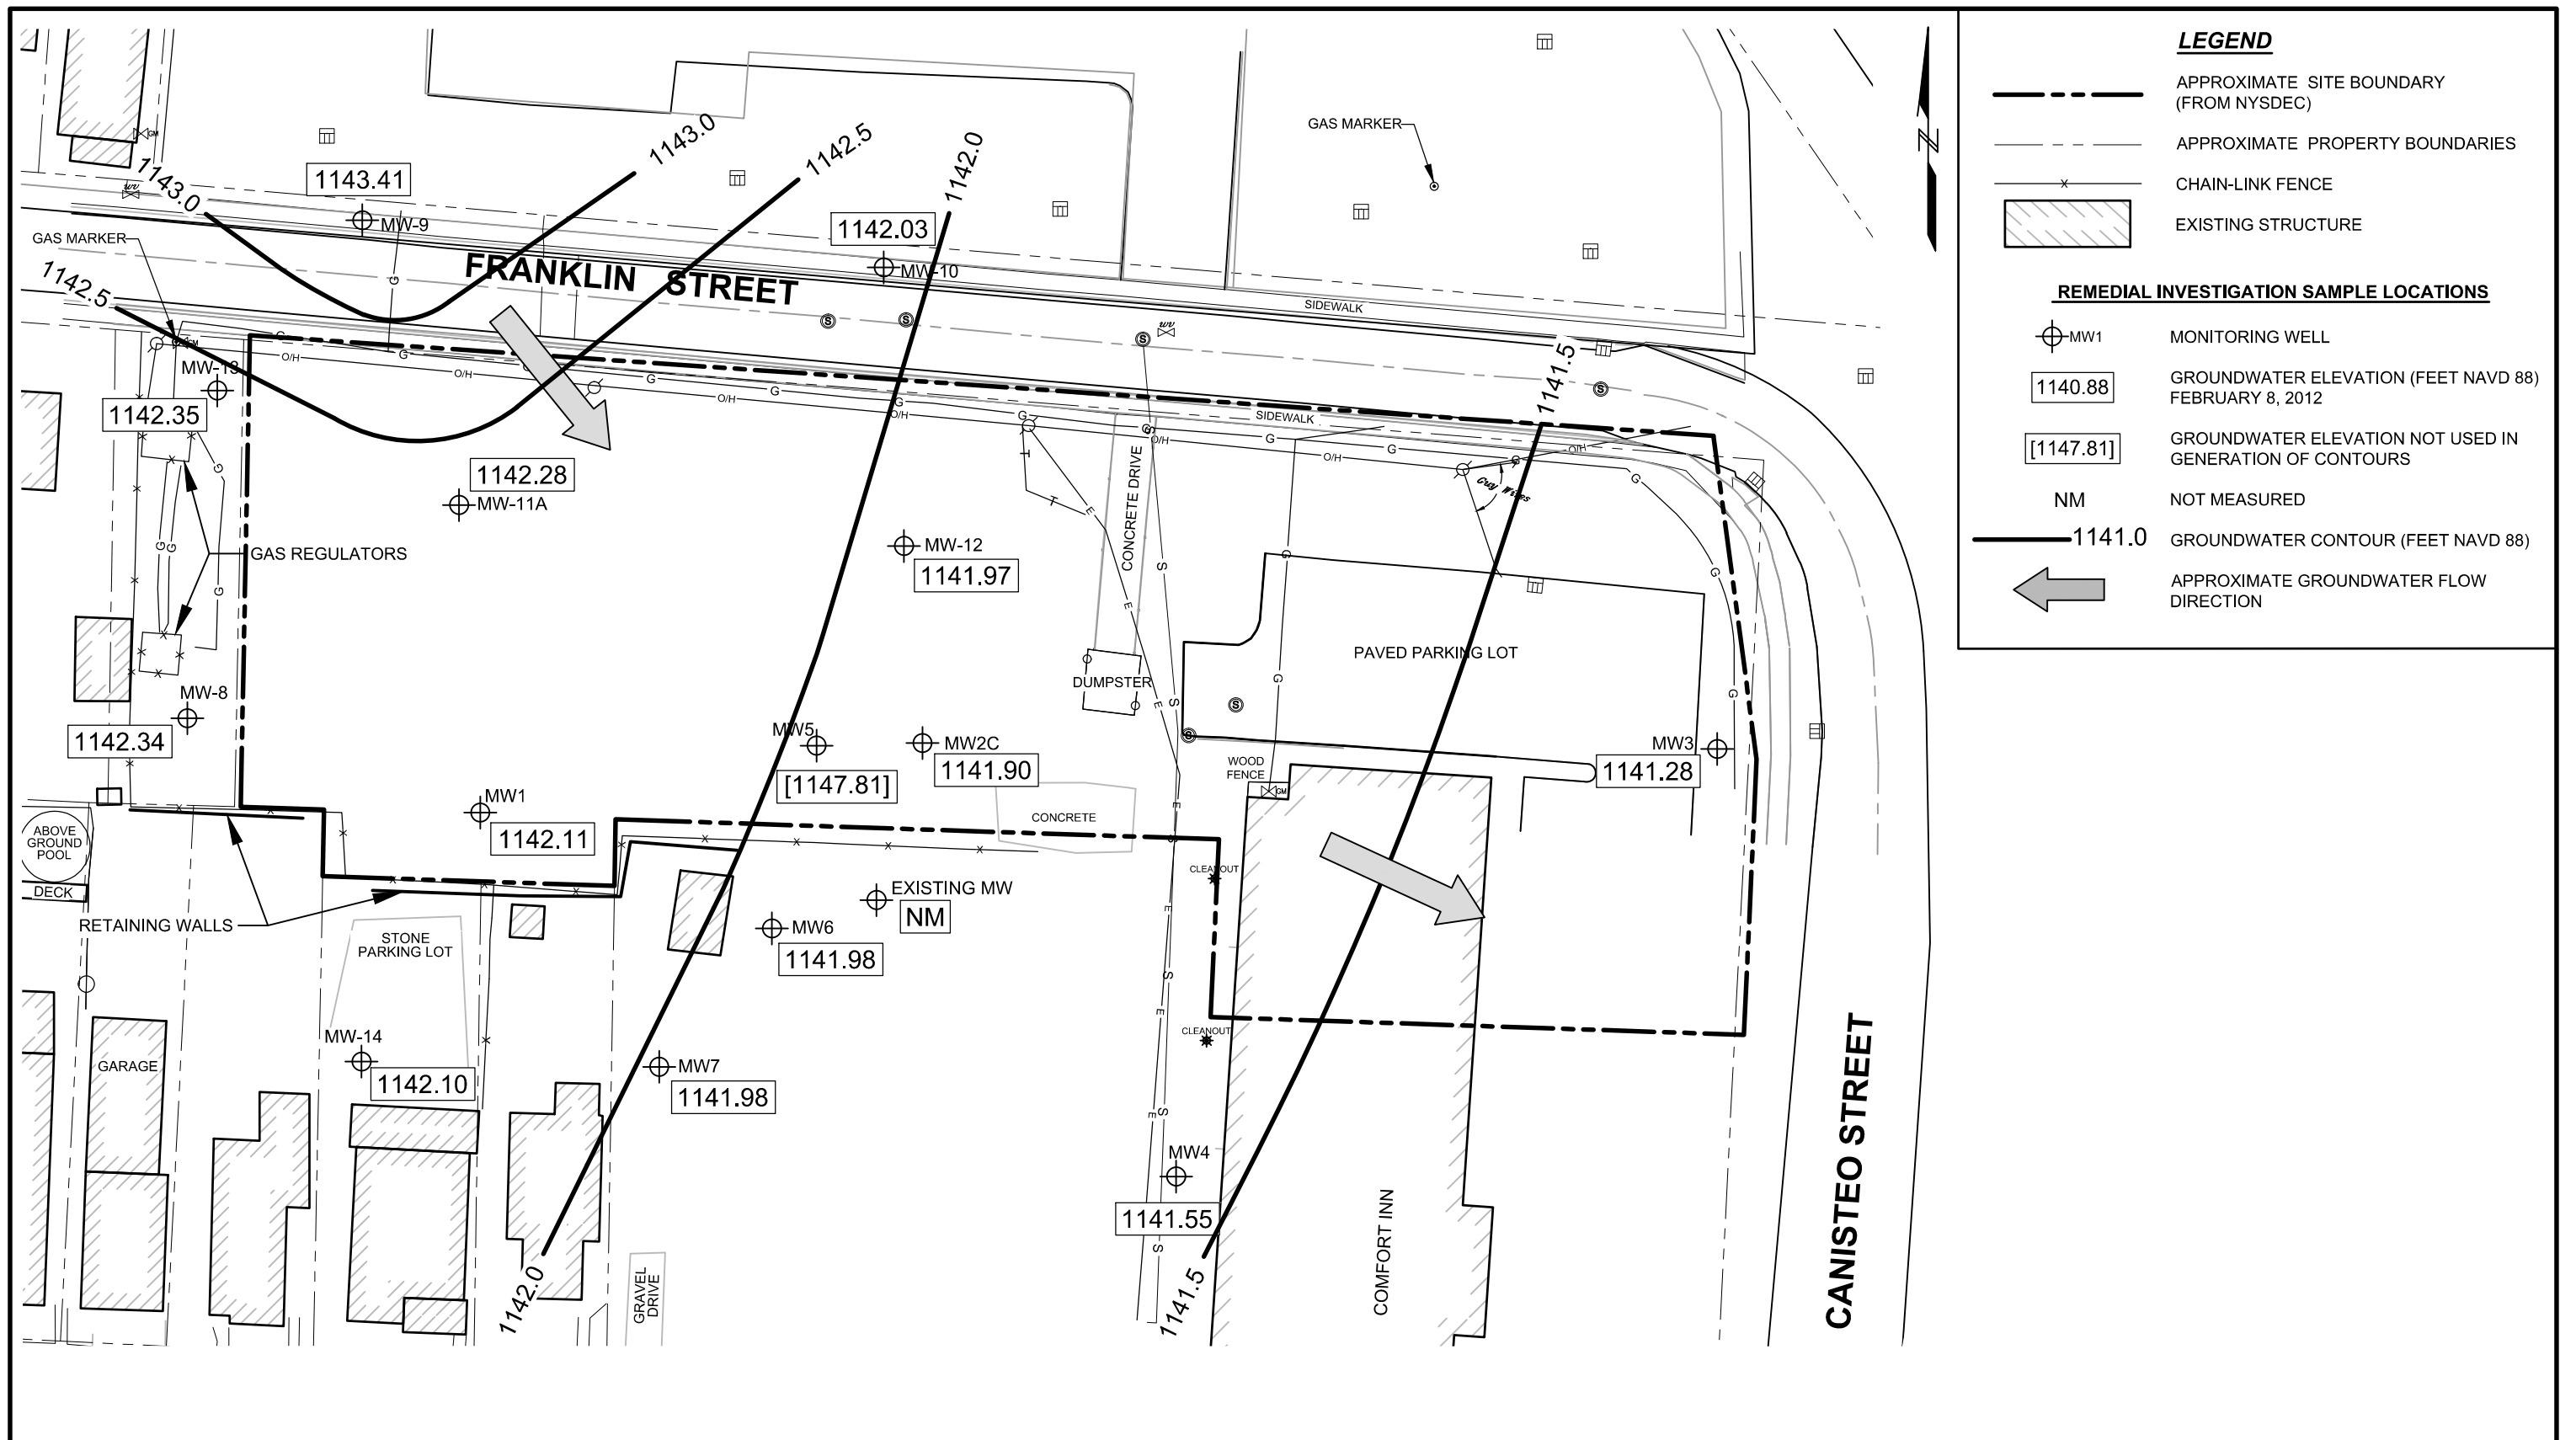 LEGEND
APPROXIMATE SITE BOUNDARY
(FROM NYSDEC)
APPROXIMATE PROPERTY BOUNDARIES
CHAIN-LINK FENCE
EXISTING STRUCTURE
REMEDIAL INVESTIGATION SAMPLE LOCATIONS
MW1
MONITORING WELL
1140.88
GROUNDWATER ELEVATION (FEET NAVD 88)
FEBRUARY 8, 2012
[1147.81]
GROUNDWATER ELEVATION NOT USED IN
GENERATION OF CONTOURS
NM
NOT MEASURED
1141.0
GROUNDWATER CONTOUR (FEET NAVD 88)
APPROXIMATE GROUNDWATER FLOW
DIRECTION
N
1143.0
1143.0
1142.5
1142.0
1142.5
1143.41
MW-9
1142.03
MW-10
GAS MARKER
GAS MARKER
FRANKLIN STREET
SIDEWALK
SIDEWALK
1141.5
MW-13
1142.35
1142.28
MW-11A
GAS REGULATORS
MW-12
1141.97
CONCRETE DRIVE
Guy Wires
PAVED PARKING LOT
DUMPSTER
MW-8
1142.34
MW5
[1147.81]
MW2C
1141.90
MW3
1141.28
WOOD
FENCE
GM
MW1
1142.11
CONCRETE
ABOVE
GROUND
POOL
DECK
RETAINING WALLS
CLEANOUT
EXISTING MW
NM
MW6
1141.98
STONE
PARKING LOT
CLEANOUT
MW-14
1142.10
GARAGE
MW7
1141.98
MW4
1141.55
COMFORT INN
CANISTEO STREET
GRAVEL
DRIVE
1142.0
1141.5